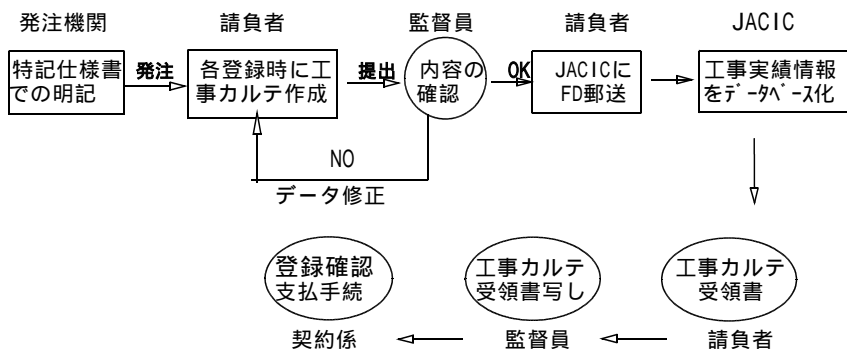 発注機関
請負者
監督員
請負者
JACIC
特記仕様書
での明記
発注
各登録時に工
事カルテ作成
提出
内容の
確認
OK
JACICに
FD郵送
工事実績情報
をデータベース化
NO
データ修正
登録確認
支払手続
工事カルテ
受領書写し
工事カルテ
受領書
契約係
監督員
請負者